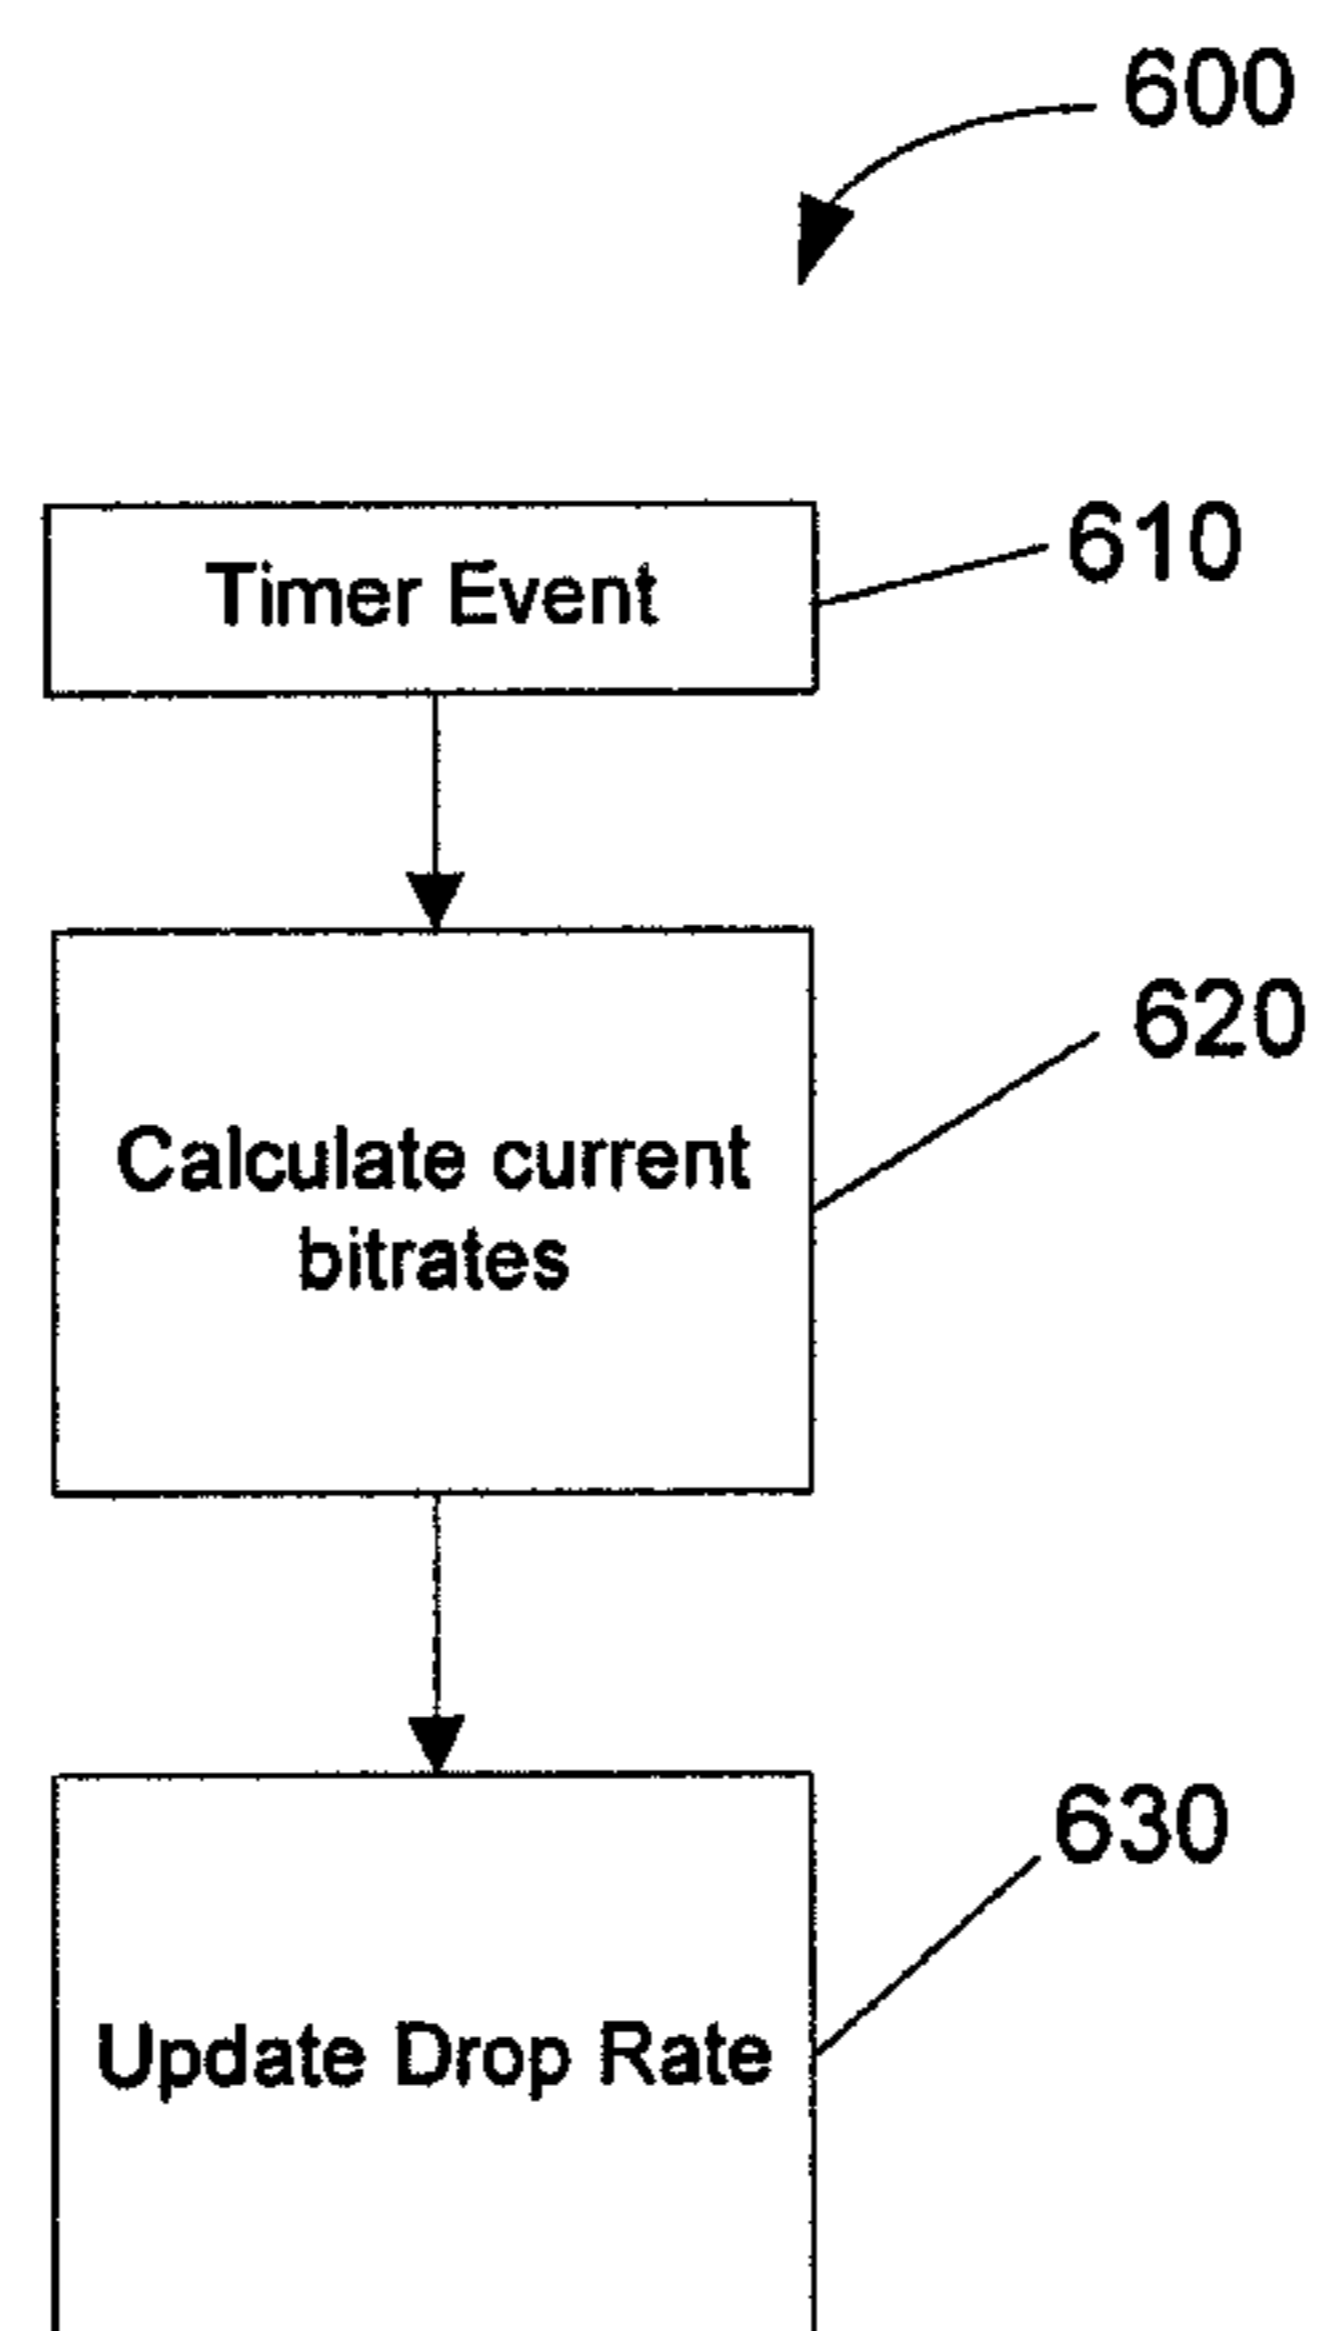 600
Timer Event
610
620
Calculate current
bitrates
630
Update Drop Rate